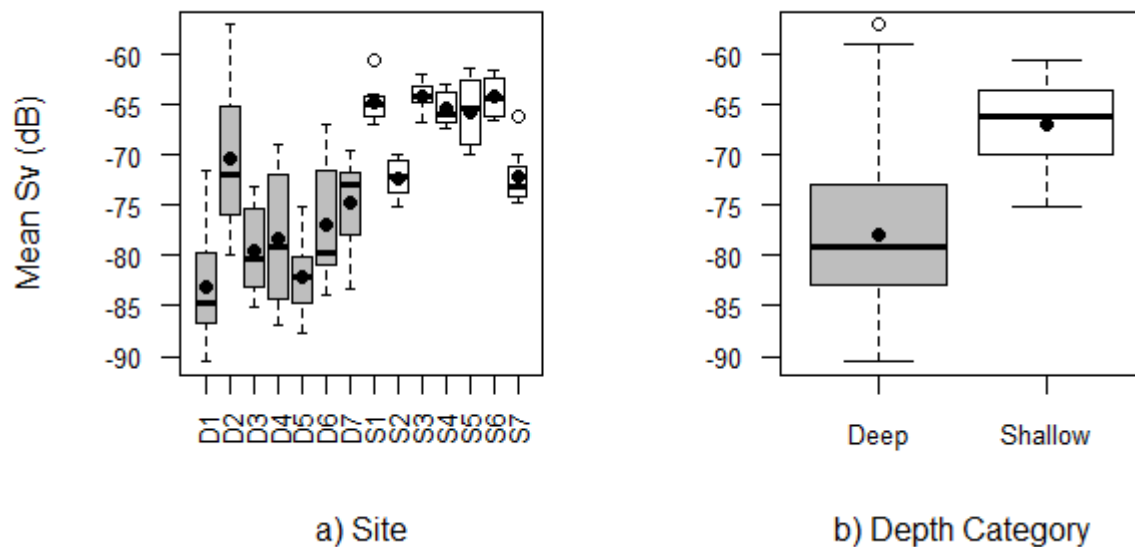 Mean Sv (dB)
-60
-65
-70
-75
-80
-85
-90
D1 D2 D3 D4 D5 D6 D7 S1 S2 S3 S4 S5 S6 S7
a) Site
-60
-65
-70
-75
-80
-85
-90
Deep Shallow
b) Depth Category